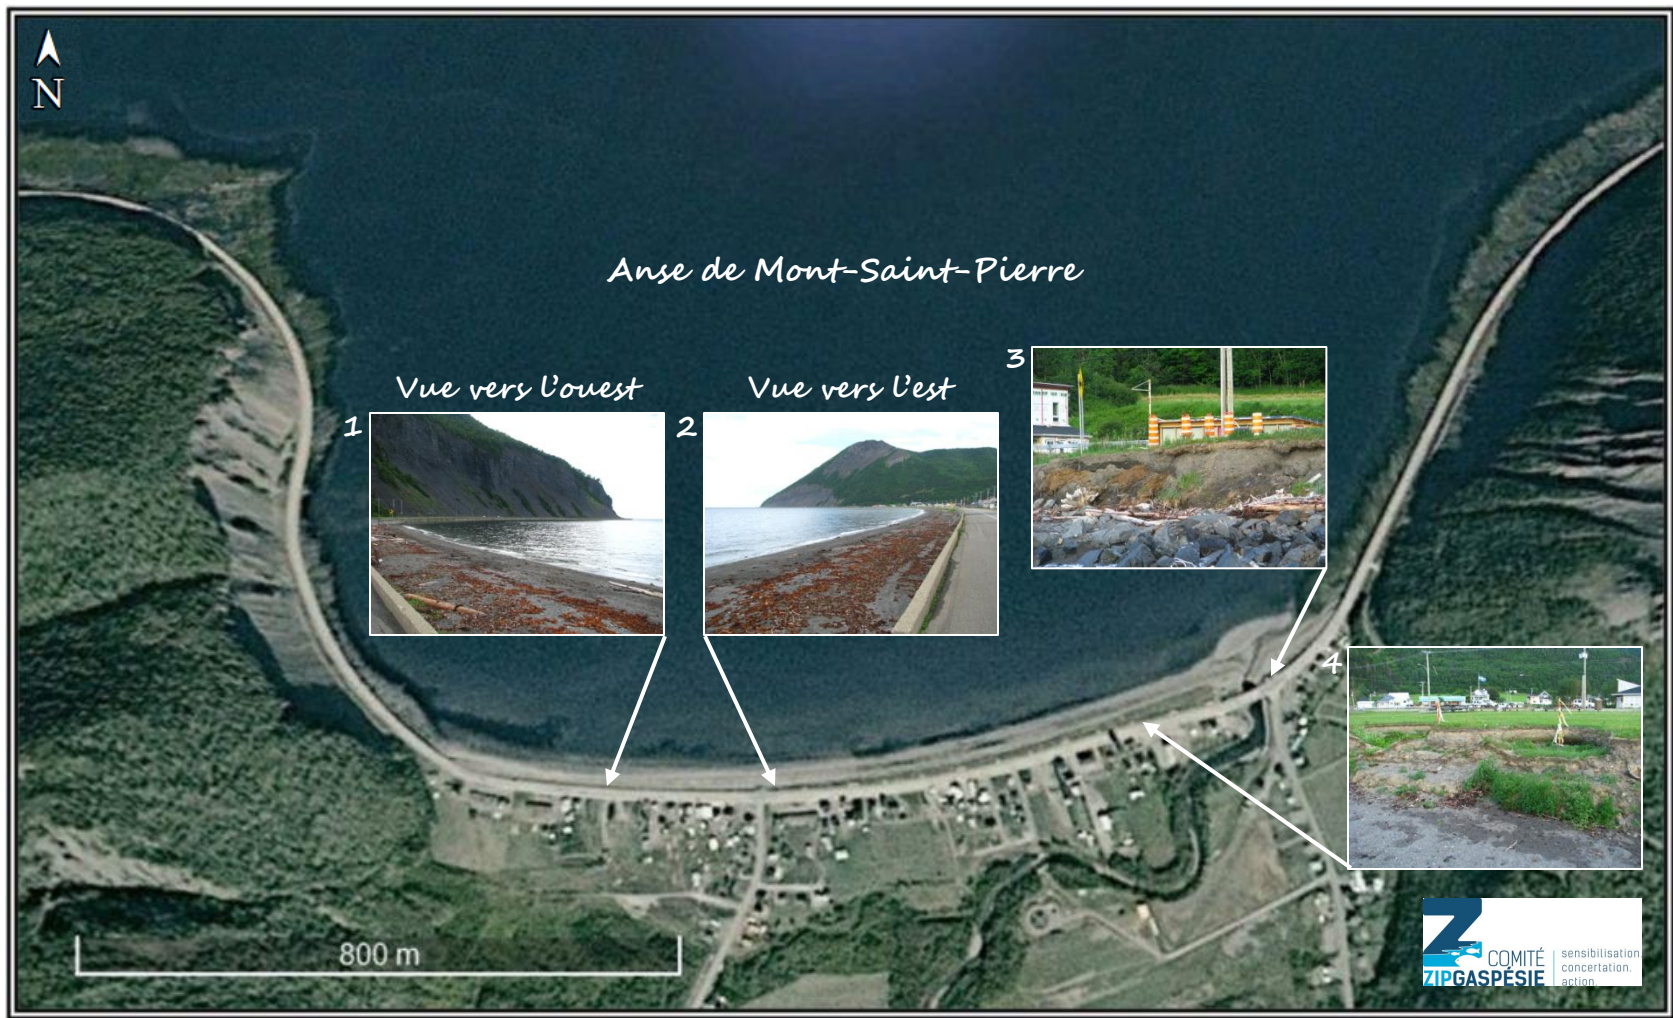 N
Anse de Mont-Saint-Pierre
Vue vers l'ouest
Vue vers l'est
1
2
3
4
800 m
Z
COMITÉ
ZIPGASPÉSIE
sensibilisation.
concertation.
action.